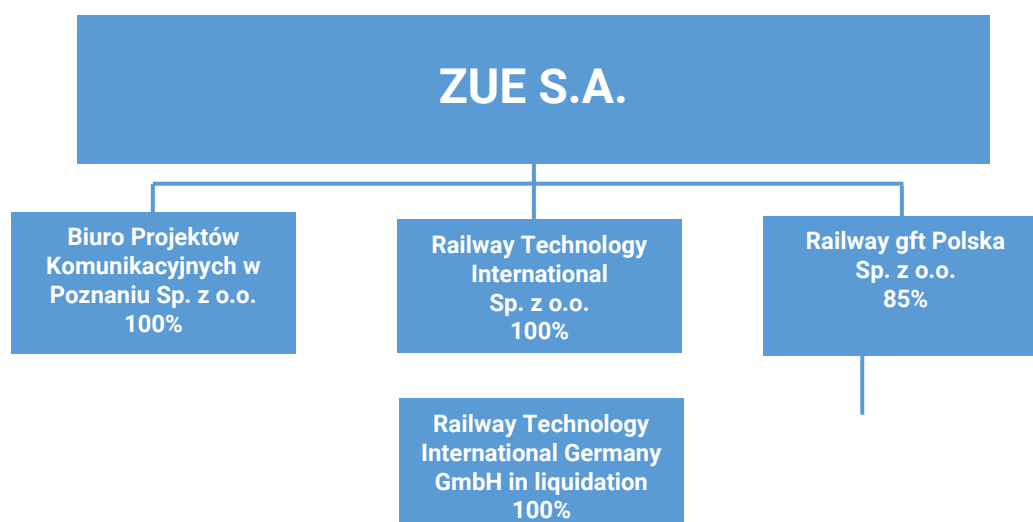 ZUE S.A.
Biuro Projektów
Komunikacyjnych w
Poznaniu Sp. z o.o.
100%
Railway Technology
International
Sp. z o.o.
100%
Railway gft Polska
Sp. z o.o.
85%
Railway Technology
International Germany
GmbH in liquidation
100%